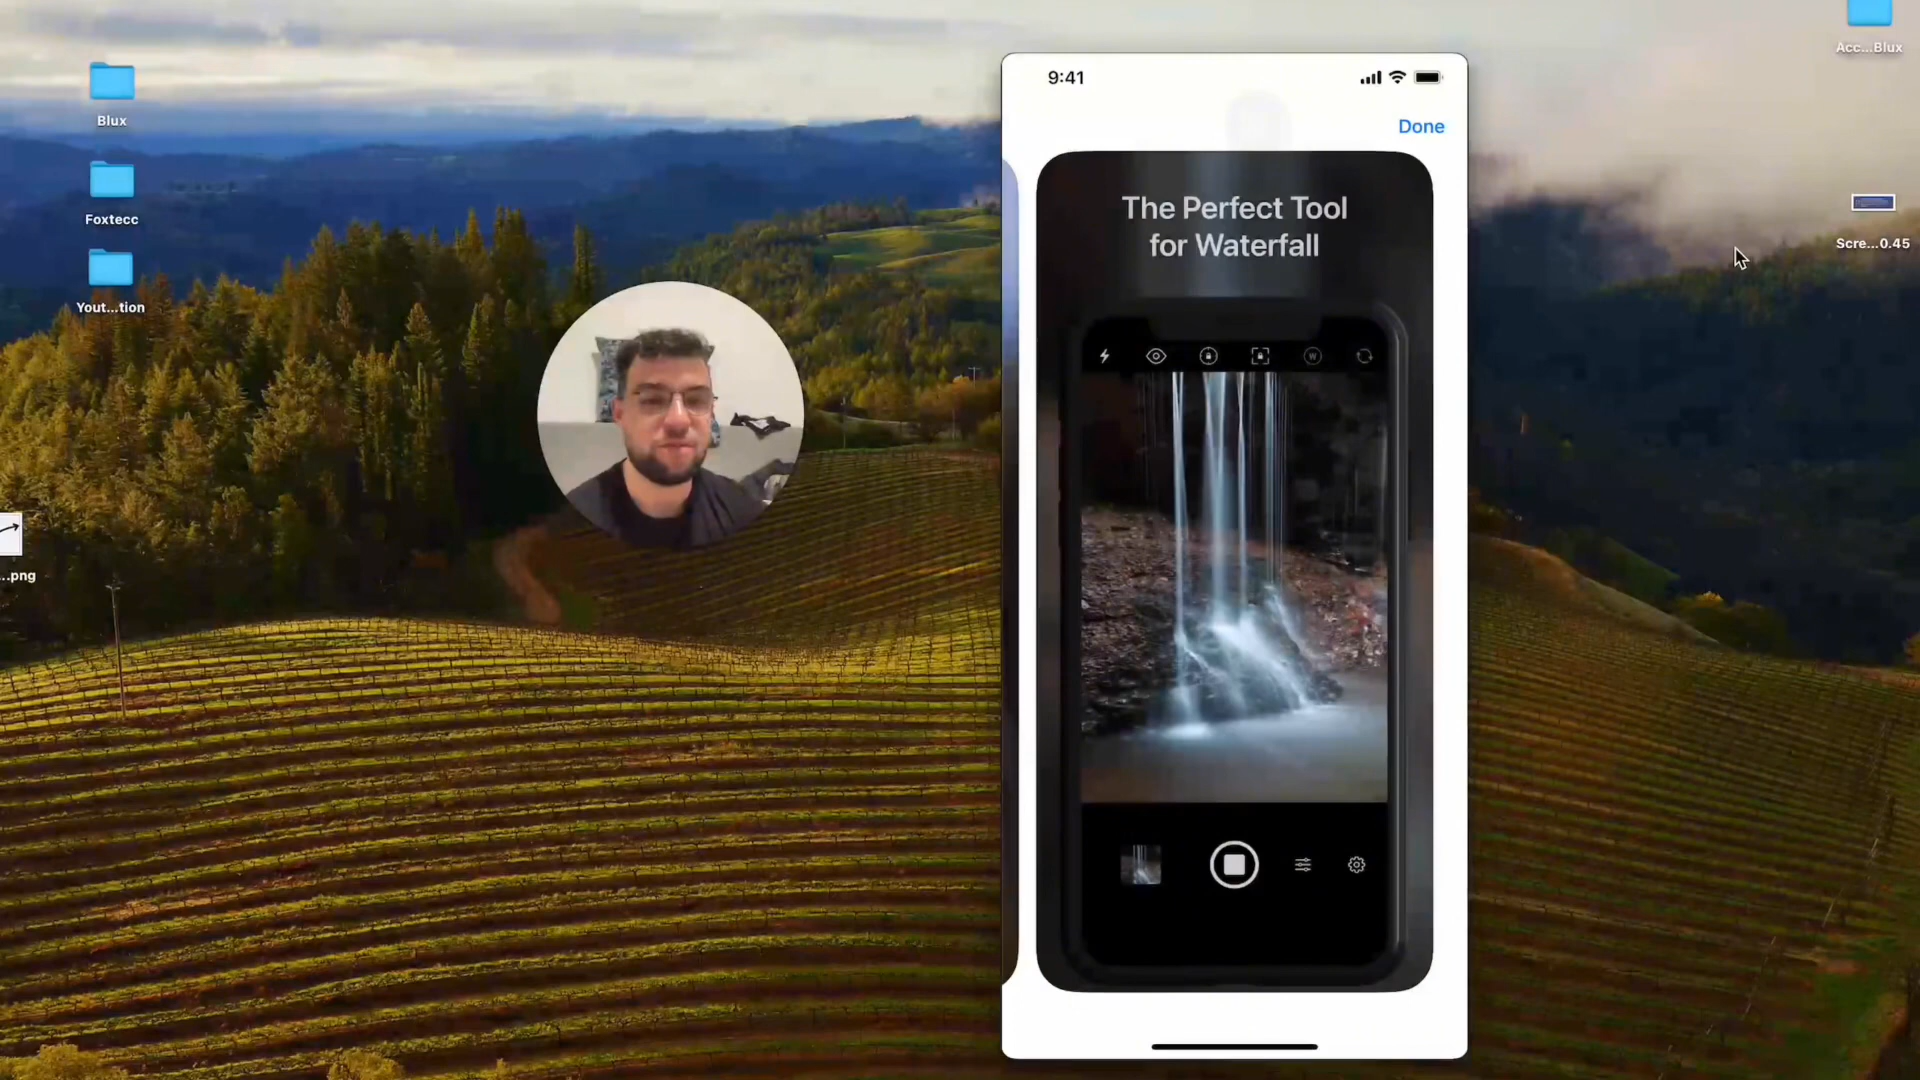 Blux
Foxtecc
Yout...tion
...png
9:41
Done
The Perfect Tool
for Waterfall
W
Acc...Blux
Scre...0.45